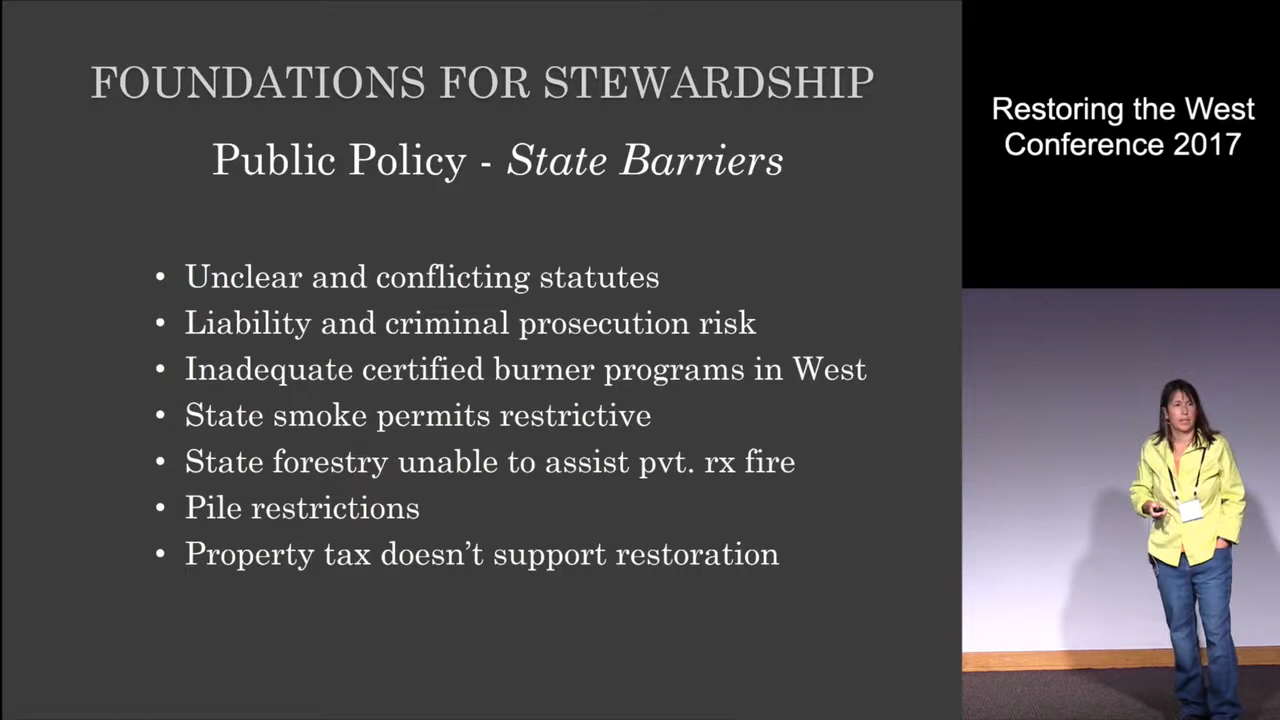 FOUNDATIONS FOR STEWARDSHIP
Public Policy - State Barriers
• Unclear and conflicting statutes
• Liability and criminal prosecution risk
• Inadequate certified burner programs in West
• State smoke permits restrictive
• State forestry unable to assist pvt. rx fire
• Pile restrictions
• Property tax doesn’t support restoration
Restoring the West
Conference 2017